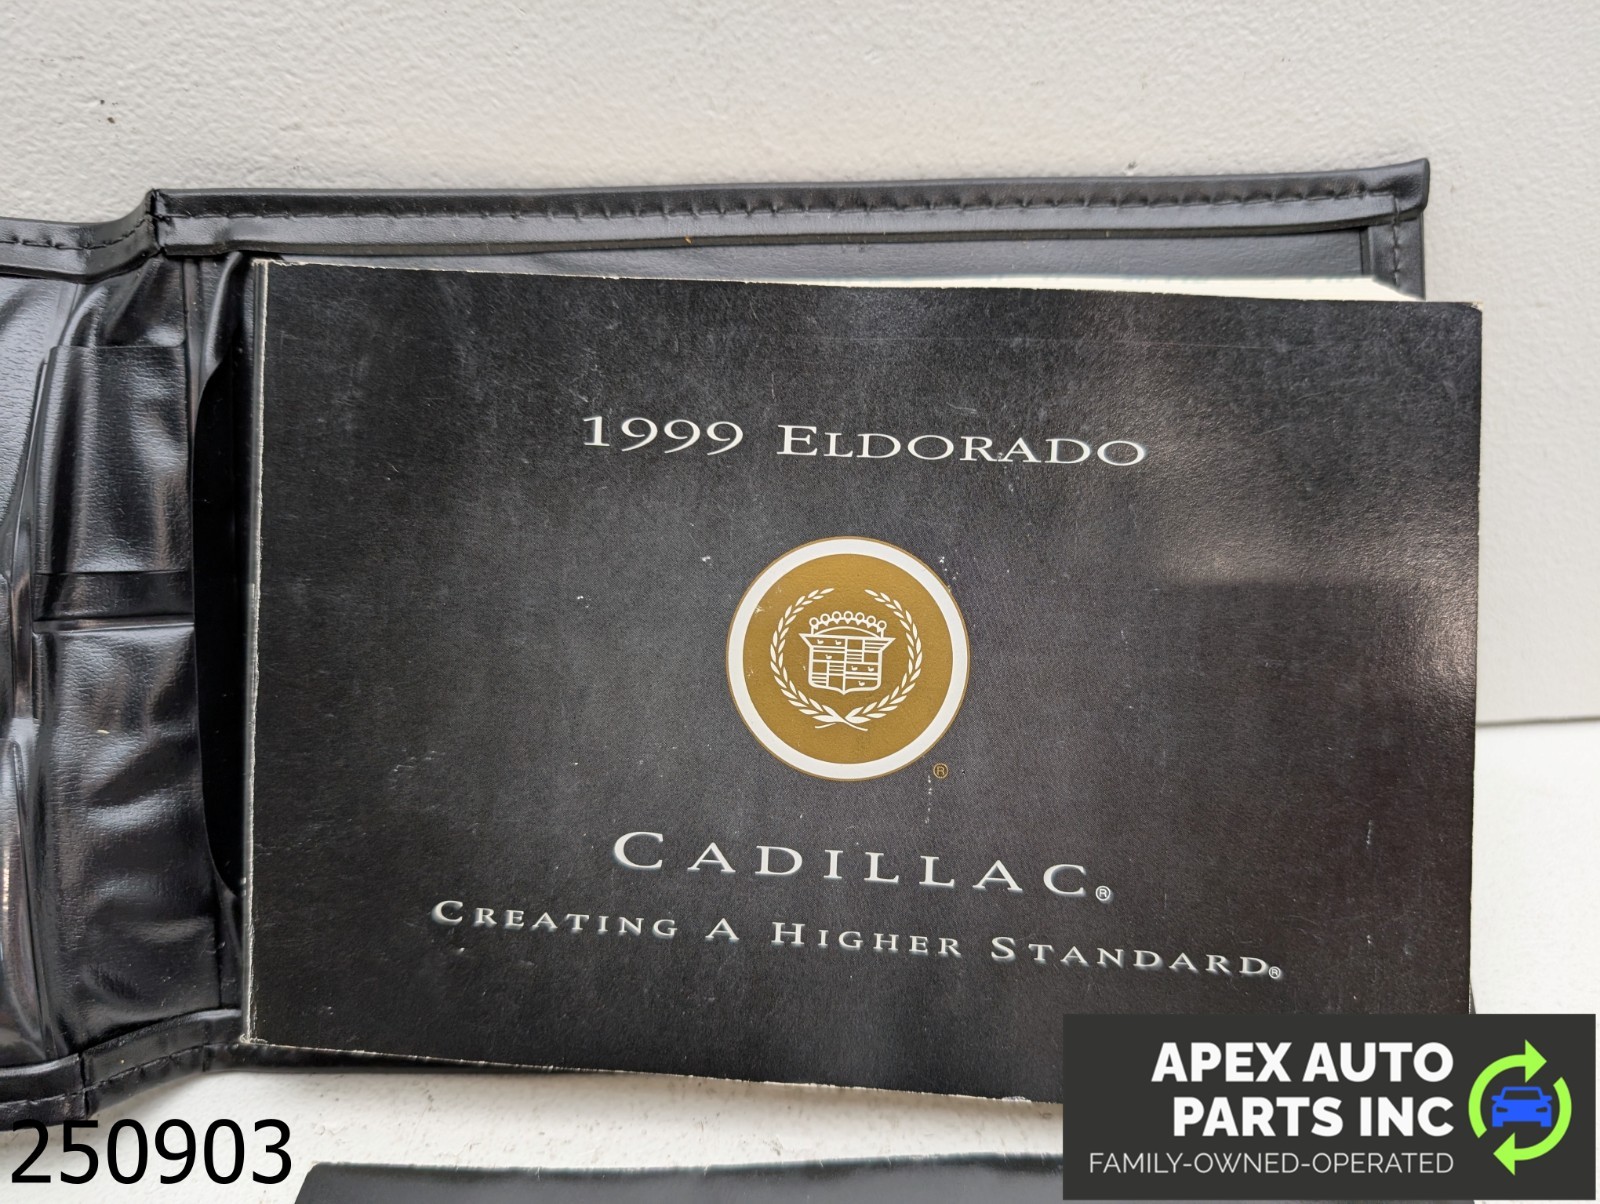 1999 ELDORADO
®
CADILLAC®
CREATING A HIGHER STANDARD®
APEX AUTO
PARTS INC
FAMILY-OWNED-OPERATED
250903